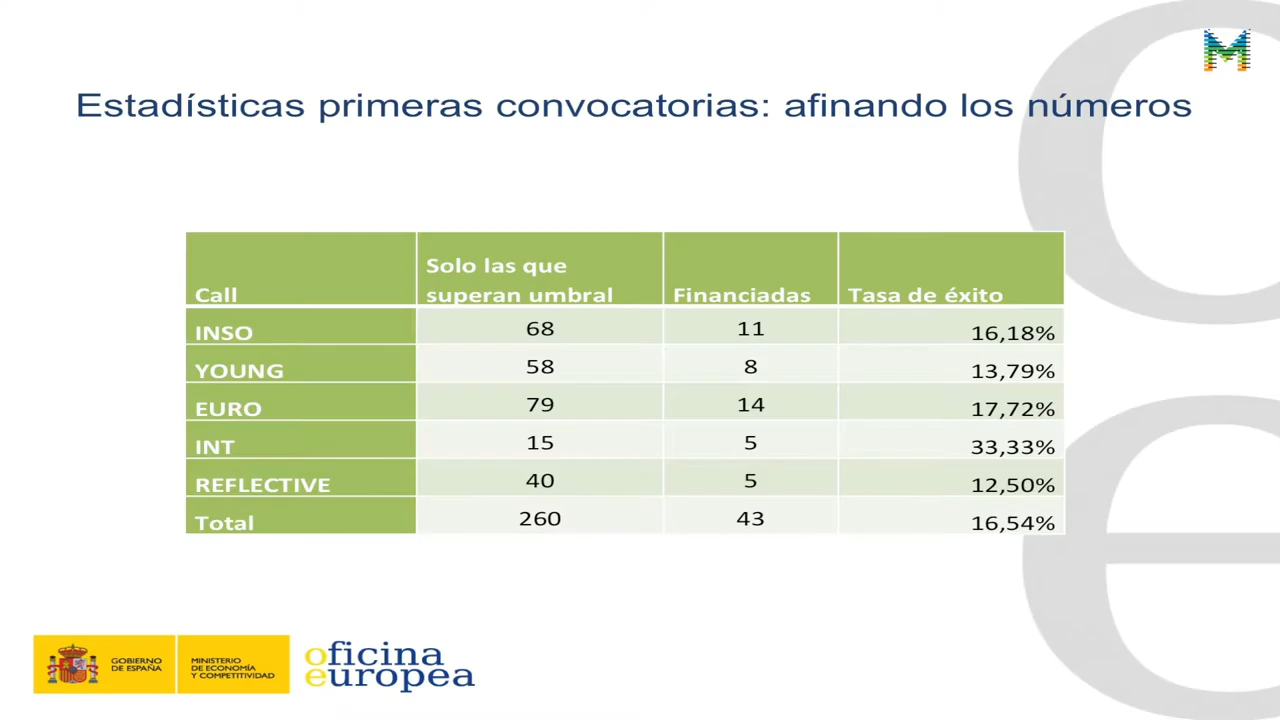 Estadísticas primeras convocatorias: afinando los números
Call Solo las que superan umbral Financiadas Tasa de éxito
INSO 68 11 16,18%
YOUNG 58 8 13,79%
EURO 79 14 17,72%
INT 15 5 33,33%
REFLECTIVE 40 5 12,50%
Total 260 43 16,54%
GOBIERNO
DE ESPAÑA
MINISTERIO
DE ECONOMÍA
Y COMPETITIVIDAD
oficina
europea
M
oe